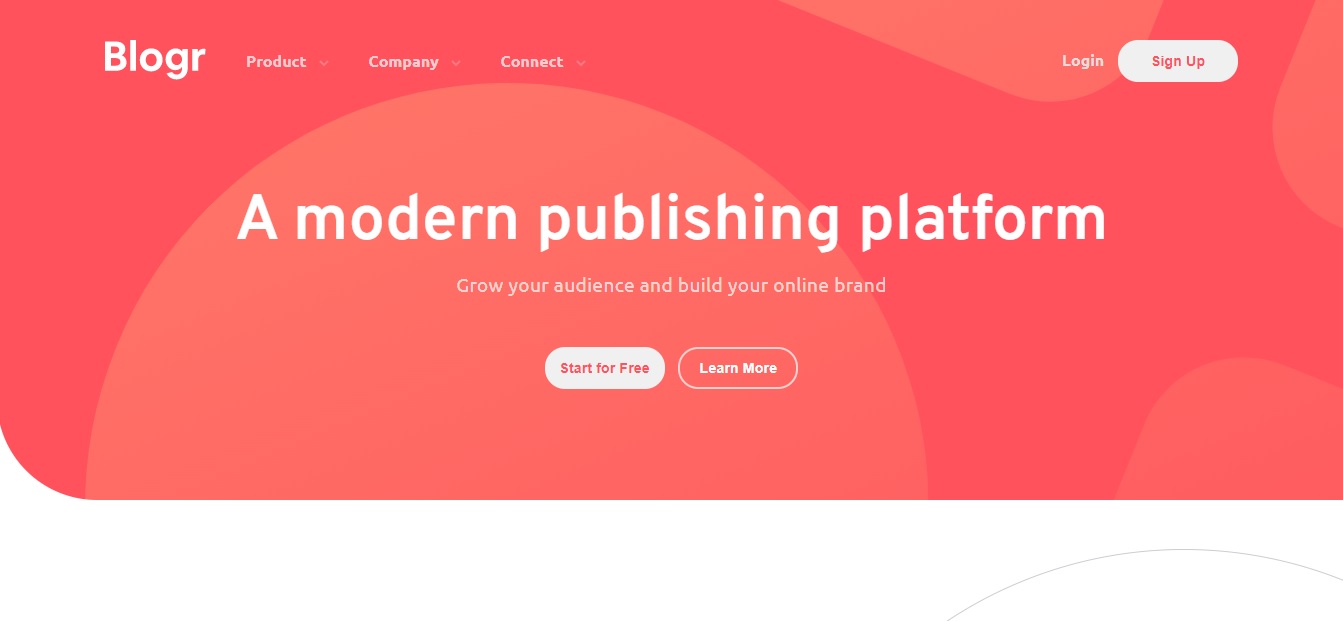 Blogr Product Company Connect Login Sign Up
A modern publishing platform
Grow your audience and build your online brand
Start for Free Learn More